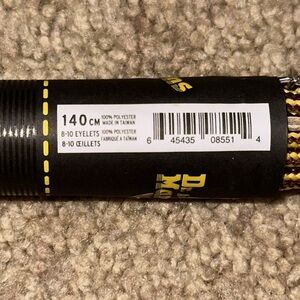 140 CM 100% POLYESTER
MADE IN TAIWAN
8-10 EYELETS 100% POLYESTER
8-10 ŒILLETS FABRIQUÉ A TAÏWAN
6 45435 08551 4